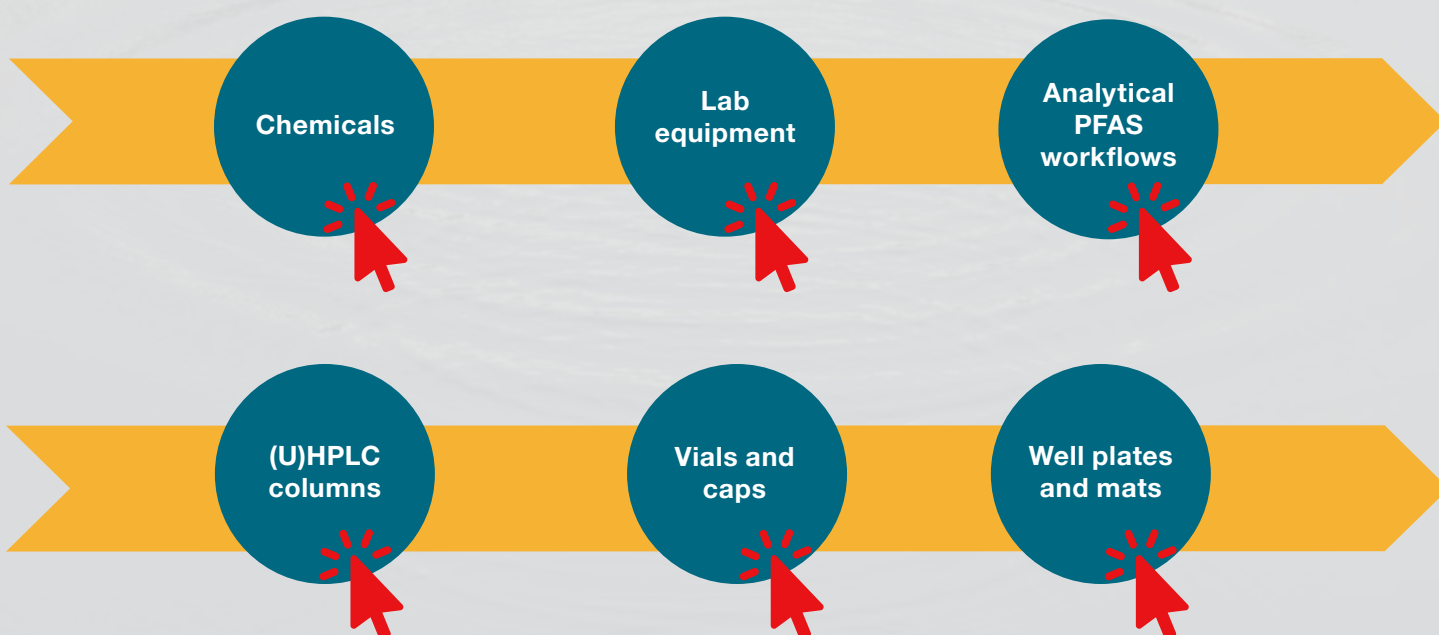 Chemicals
Lab
equipment
Analytical
PFAS
workflows
(U)HPLC
columns
Vials and
caps
Well plates
and mats